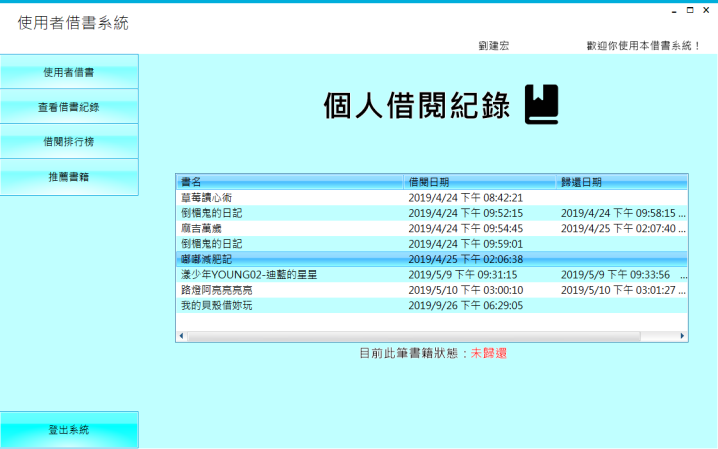 使用者借書系統
劉建宏 歡迎你使用本借書系統！
使用者借書
查看借書紀錄
借閱排行榜
推薦書籍
登出系統
個人借閱紀錄
書名 借閱日期 歸還日期
草莓讀心術 2019/4/24 下午 08:42:21
倒楣鬼的日記 2019/4/24 下午 09:52:15 2019/4/24 下午 09:58:15 ...
麻吉萬歲 2019/4/24 下午 09:54:45 2019/4/25 下午 02:07:40 ...
倒楣鬼的日記 2019/4/24 下午 09:59:01
嘟嘟減肥記 2019/4/25 下午 02:06:38
漾少年YOUNG02-迪藍的星星 2019/5/9 下午 09:31:15 2019/5/9 下午 09:33:56 ...
路燈阿亮亮亮亮 2019/5/10 下午 03:00:10 2019/5/10 下午 03:01:27 ...
我的貝殼借妳玩 2019/9/26 下午 06:29:05
目前此筆書籍狀態：未歸還